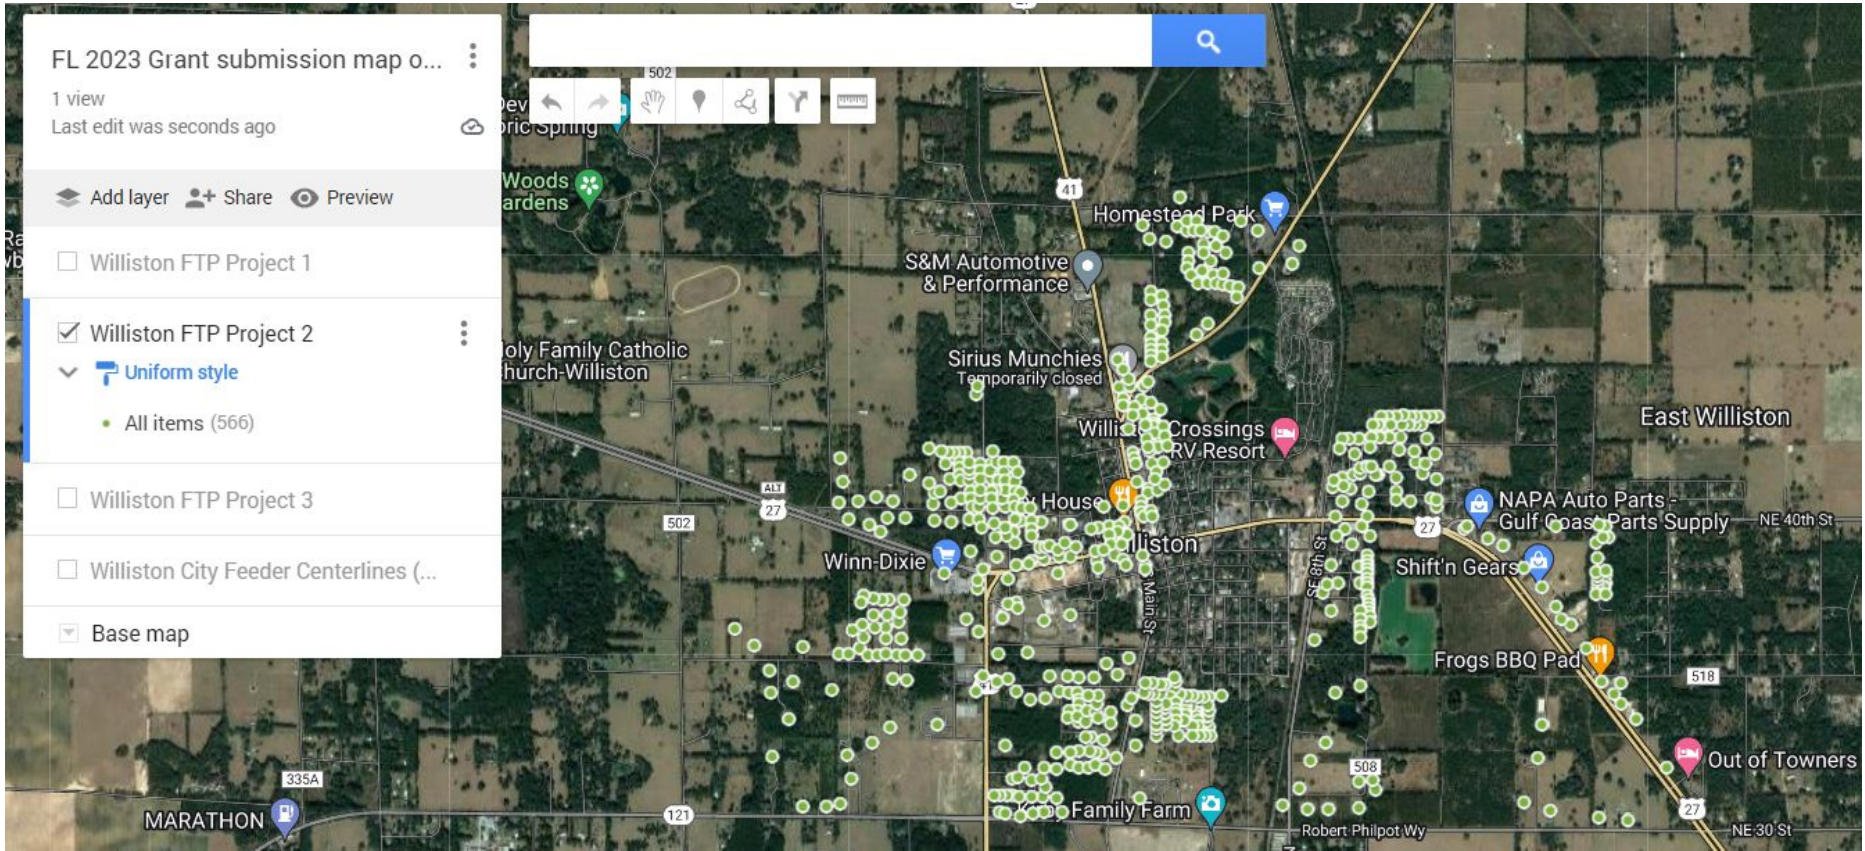 FL 2023 Grant submission map o...
1 view
Last edit was seconds ago
Add layer
Share
Preview
Williston FTP Project 1
Williston FTP Project 2
Uniform style
All items (566)
Williston FTP Project 3
Williston City Feeder Centerlines (...
Base map
502
Woods
41
Homestead Park
S&M Automotive
& Performance
Sirius Munchies
Temporarily closed
oly Family Catholic
hurch-Williston
Crossings
RV Resort
East Williston
ALT
27
502
House
NAPA Auto Parts -
Gulf Coast Parts Supply
NE 40th St
27
Winn-Dixie
lliston
SE 8th St
Shift'n Gears
Main St
Frogs BBQ Pad
518
335A
508
Out of Towners
MARATHON
121
Family Farm
27
Robert Philpot Wy
NE 30 St